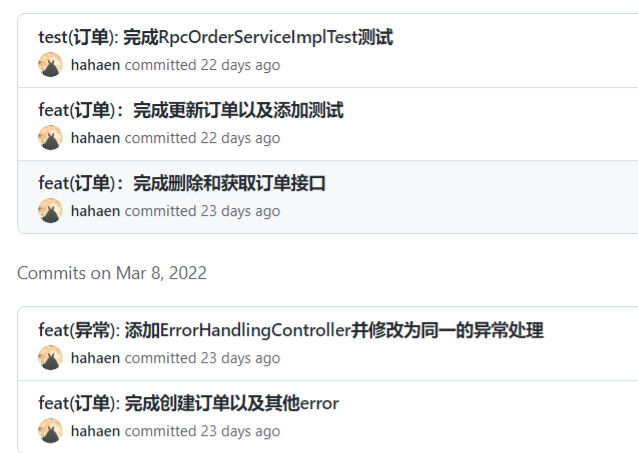 test(订单): 完成RpcOrderServiceImplTest测试
hahaen committed 22 days ago
feat(订单)：完成更新订单以及添加测试
hahaen committed 22 days ago
feat(订单)：完成删除和获取订单接口
hahaen committed 23 days ago
Commits on Mar 8, 2022
feat(异常): 添加ErrorHandlingController并修改为同一的异常处理
hahaen committed 23 days ago
feat(订单): 完成创建订单以及其他error
hahaen committed 23 days ago